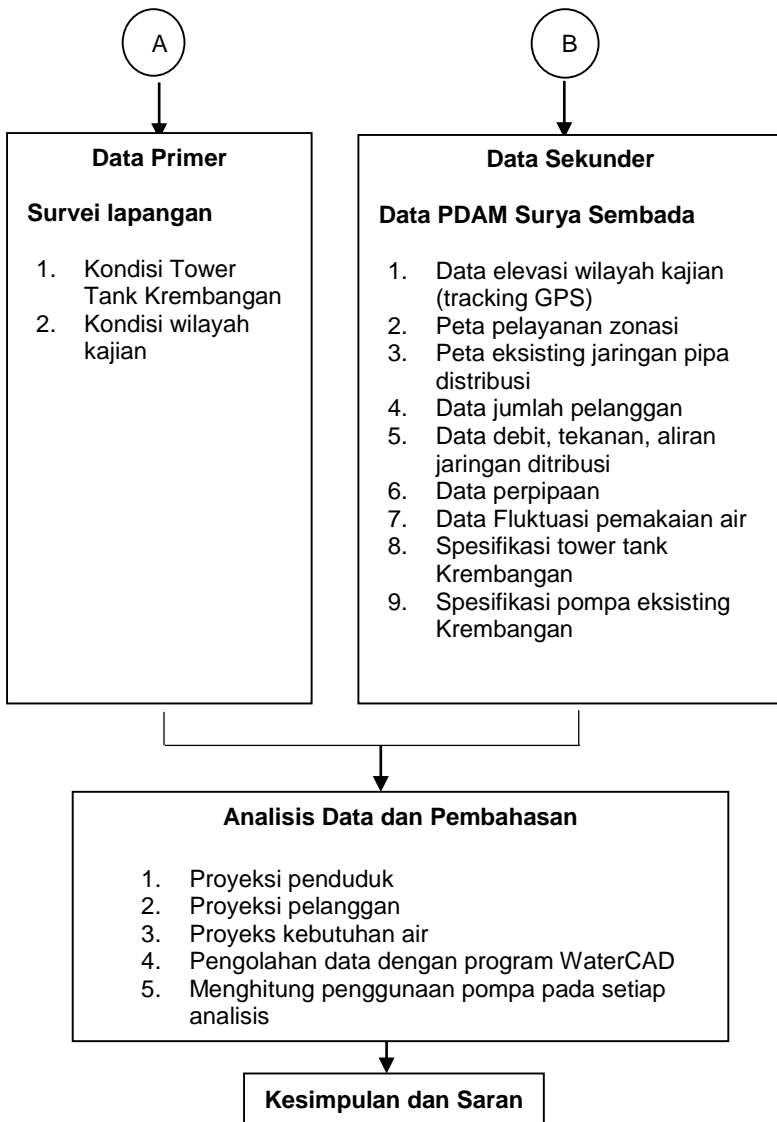 A
B
Data Primer
Survei lapangan
1. Kondisi Tower
Tank Krembangan
2. Kondisi wilayah
kajian
Data Sekunder
Data PDAM Surya Sembada
1. Data elevasi wilayah kajian
(tracking GPS)
2. Peta pelayanan zonasi
3. Peta eksisting jaringan pipa
distribusi
4. Data jumlah pelanggan
5. Data debit, tekanan, aliran
jaringan ditribusi
6. Data perpipaan
7. Data Fluktuasi pemakaian air
8. Spesifikasi tower tank
Krembangan
9. Spesifikasi pompa eksisting
Krembangan
Analisis Data dan Pembahasan
1. Proyeksi penduduk
2. Proyeksi pelanggan
3. Proyeks kebutuhan air
4. Pengolahan data dengan program WaterCAD
5. Menghitung penggunaan pompa pada setiap
analisis
Kesimpulan dan Saran